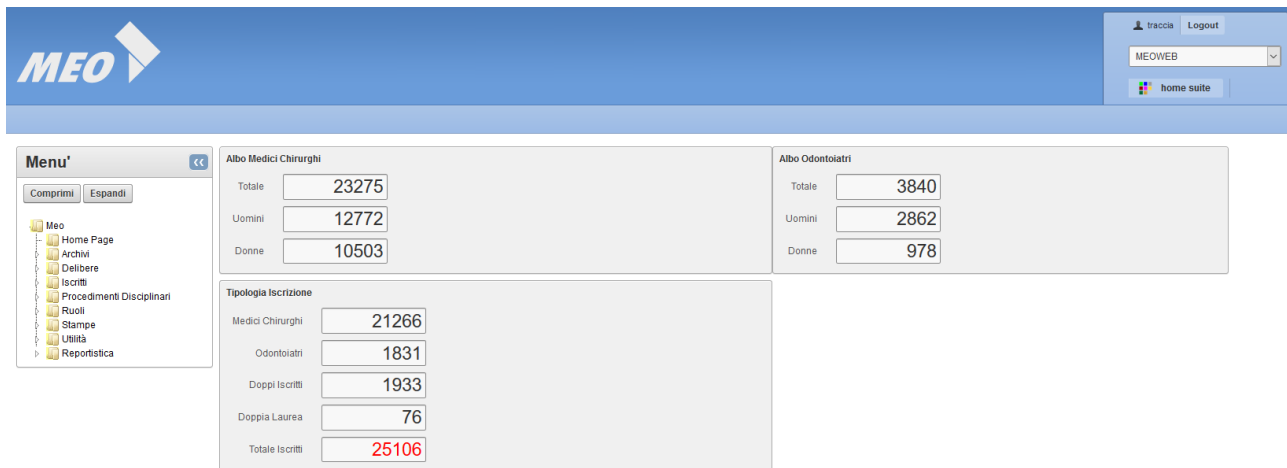 traccia Logout
MEO
MEOWEB
home suite
Menu'
Comprimi Espandi
Meo
Home Page
Archivi
Delibere
Iscritti
Procedimenti Disciplinari
Ruoli
Stampe
Utilità
Reportistica
Albo Medici Chirurghi
Totale 23275
Uomini 12772
Donne 10503
Albo Odontoiatri
Totale 3840
Uomini 2862
Donne 978
Tipologia Iscrizione
Medici Chirurghi 21266
Odontoiatri 1831
Doppi Iscritti 1933
Doppia Laurea 76
Totale Iscritti 25106